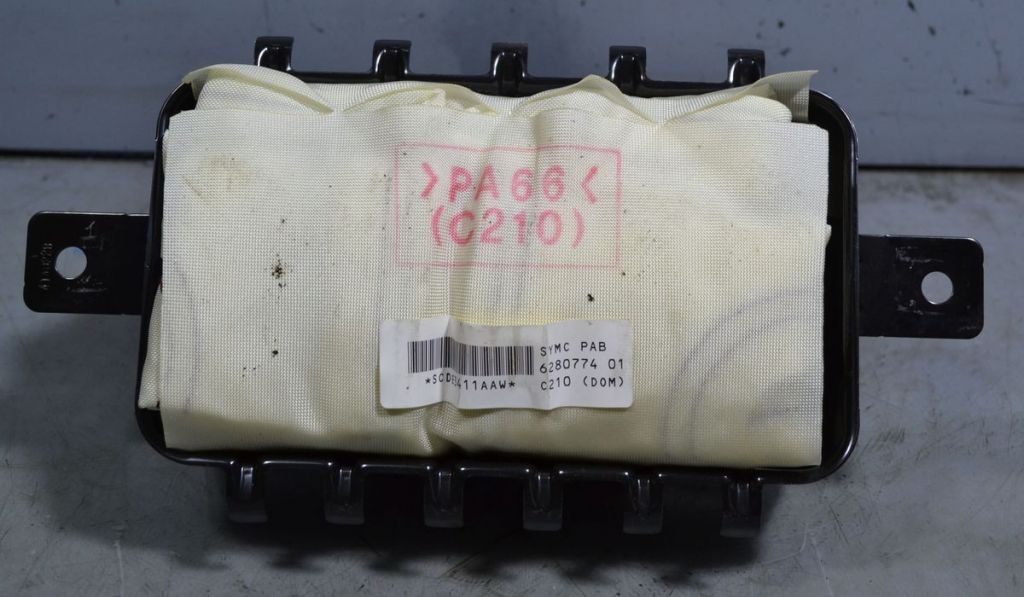 >PA66<
(C210)
SYMC PAB
6280774 01
C210 (DOM)